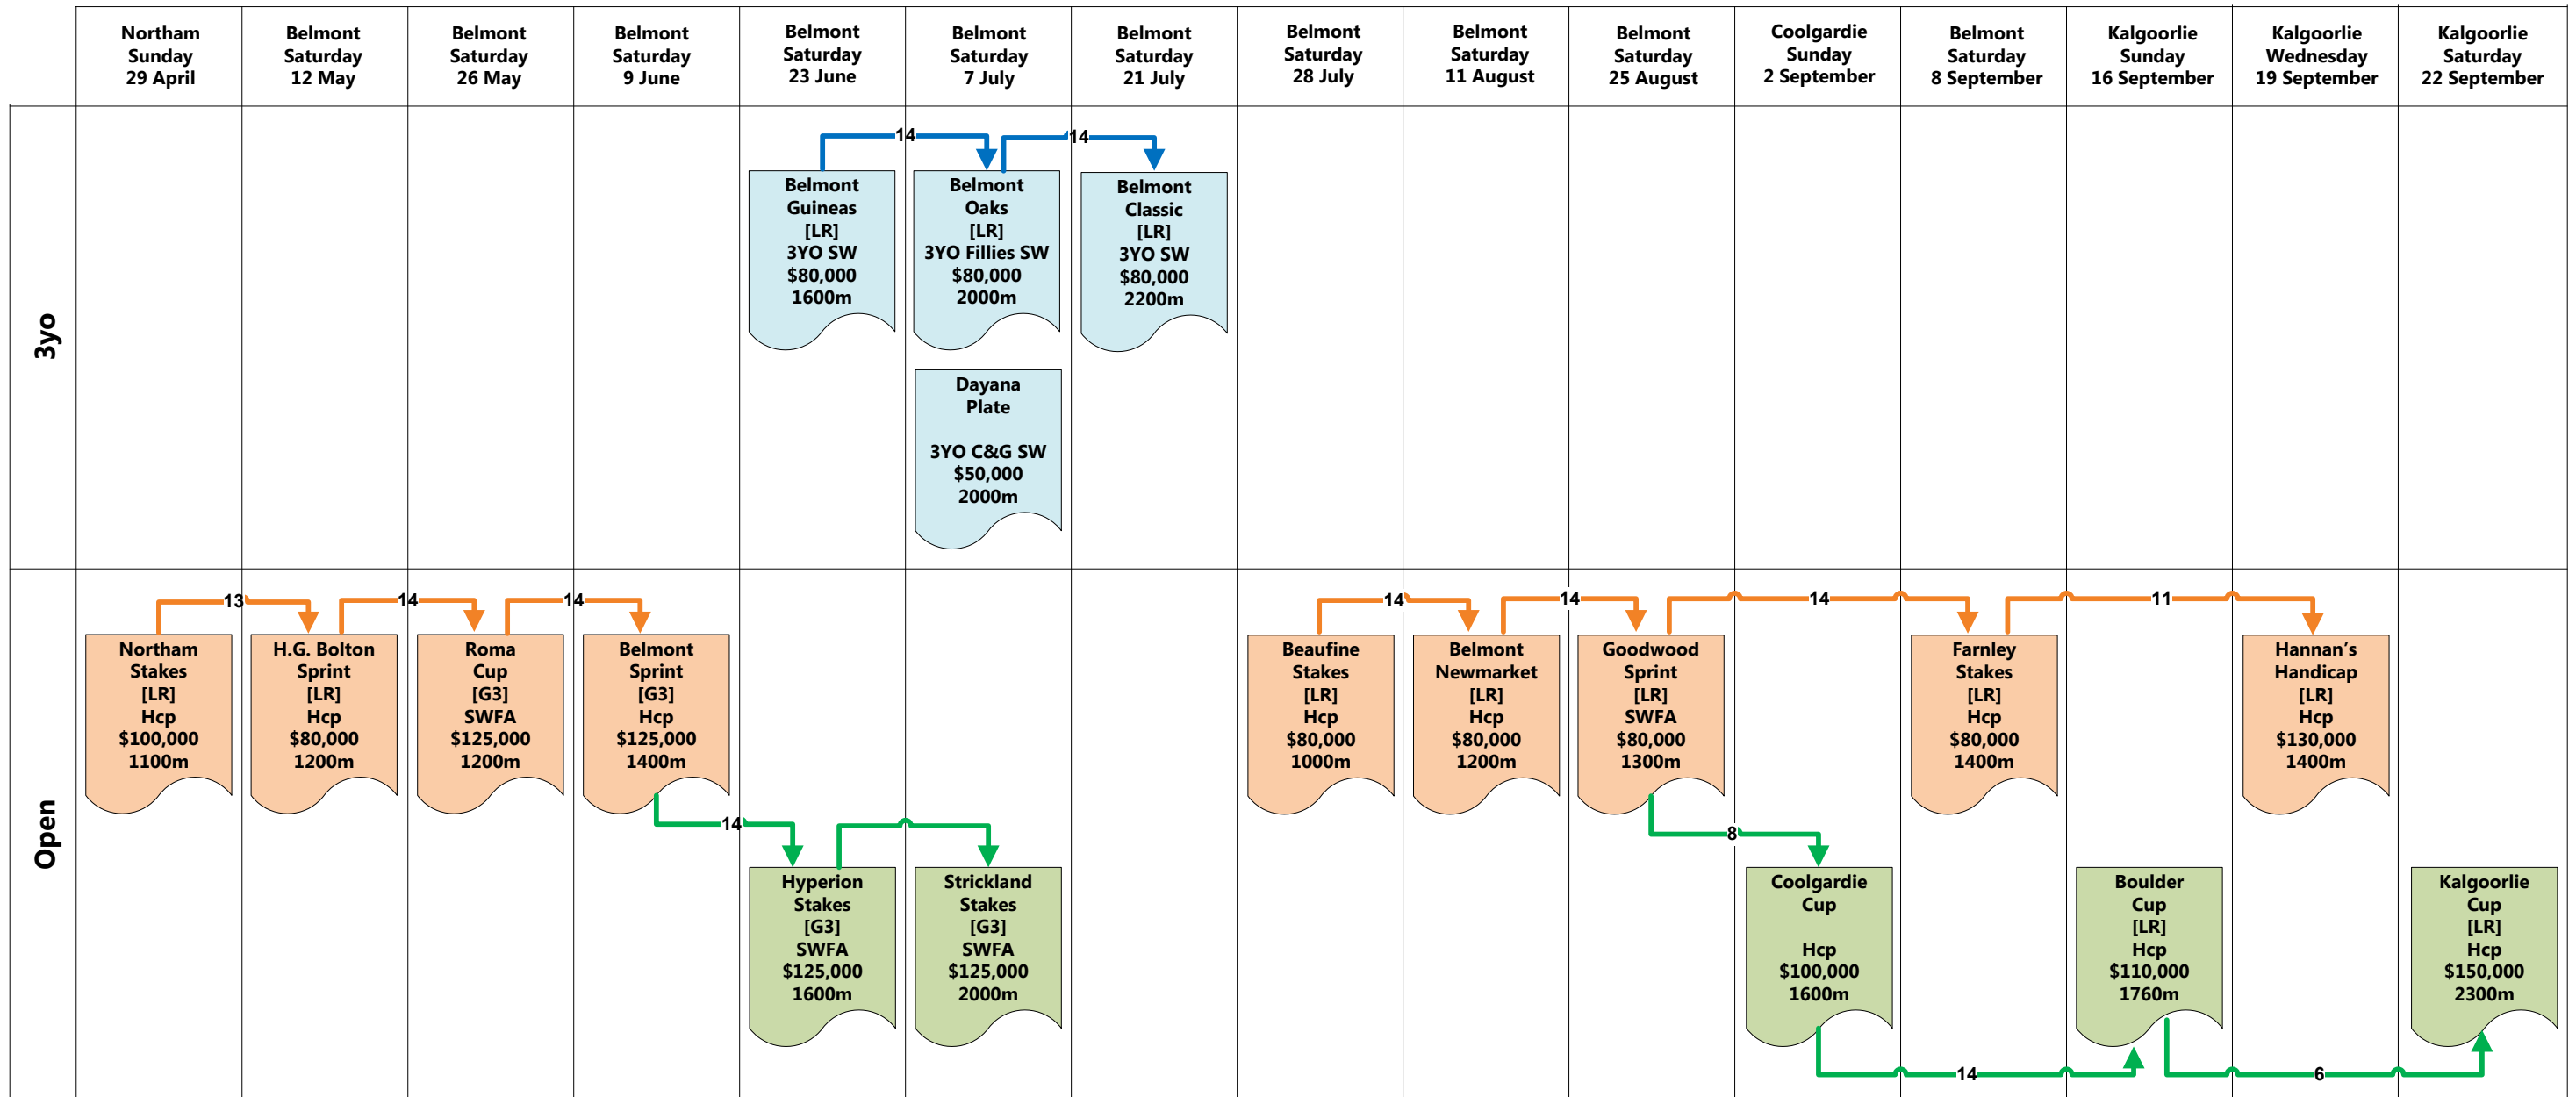 Northam
Sunday
29 April
Belmont
Saturday
12 May
Belmont
Saturday
26 May
Belmont
Saturday
9 June
Belmont
Saturday
23 June
Belmont
Saturday
7 July
Belmont
Saturday
21 July
Belmont
Saturday
28 July
Belmont
Saturday
11 August
Belmont
Saturday
25 August
Coolgardie
Sunday
2 September
Belmont
Saturday
8 September
Kalgoorlie
Sunday
16 September
Kalgoorlie
Wednesday
19 September
Kalgoorlie
Saturday
22 September
3yo
14
14
Belmont
Guineas
[LR]
3YO SW
$80,000
1600m
Belmont
Oaks
[LR]
3YO Fillies SW
$80,000
2000m
Belmont
Classic
[LR]
3YO SW
$80,000
2200m
Dayana
Plate
3YO C&G SW
$50,000
2000m
Open
13
14
14
14
14
14
11
Northam
Stakes
[LR]
Hcp
$100,000
1100m
H.G. Bolton
Sprint
[LR]
Hcp
$80,000
1200m
Roma
Cup
[G3]
SWFA
$125,000
1200m
Belmont
Sprint
[G3]
Hcp
$125,000
1400m
Beaufine
Stakes
[LR]
Hcp
$80,000
1000m
Belmont
Newmarket
[LR]
Hcp
$80,000
1200m
Goodwood
Sprint
[LR]
SWFA
$80,000
1300m
Farnley
Stakes
[LR]
Hcp
$80,000
1400m
Hannan's
Handicap
[LR]
Hcp
$130,000
1400m
14
8
Hyperion
Stakes
[G3]
SWFA
$125,000
1600m
Strickland
Stakes
[G3]
SWFA
$125,000
2000m
Coolgardie
Cup
Hcp
$100,000
1600m
Boulder
Cup
[LR]
Hcp
$110,000
1760m
Kalgoorlie
Cup
[LR]
Hcp
$150,000
2300m
14
6